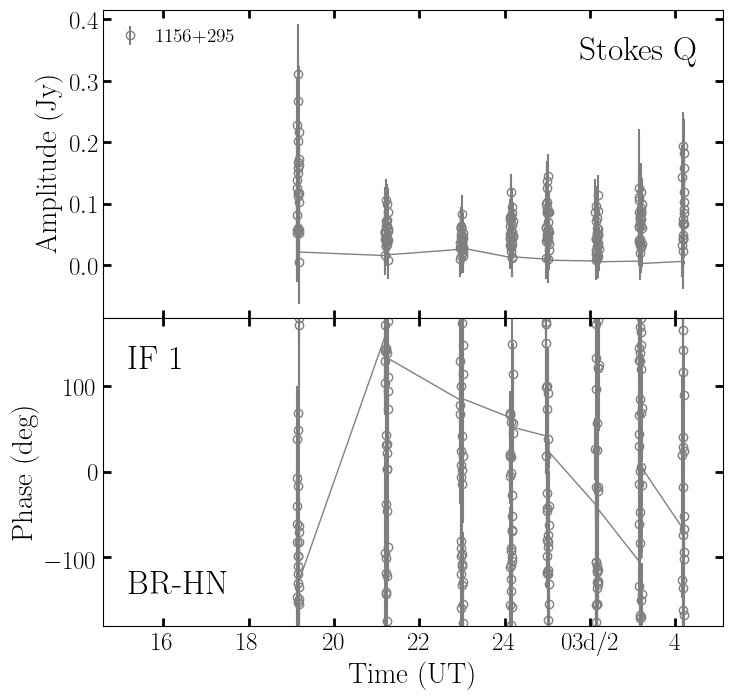 0.4
1156+295
Stokes Q
0.3
0.2
0.1
0.0
Amplitude (Jy)
IF 1
100
0
−100
Phase (deg)
BR-HN
16 18 20 22 24 03d/2 4
Time (UT)